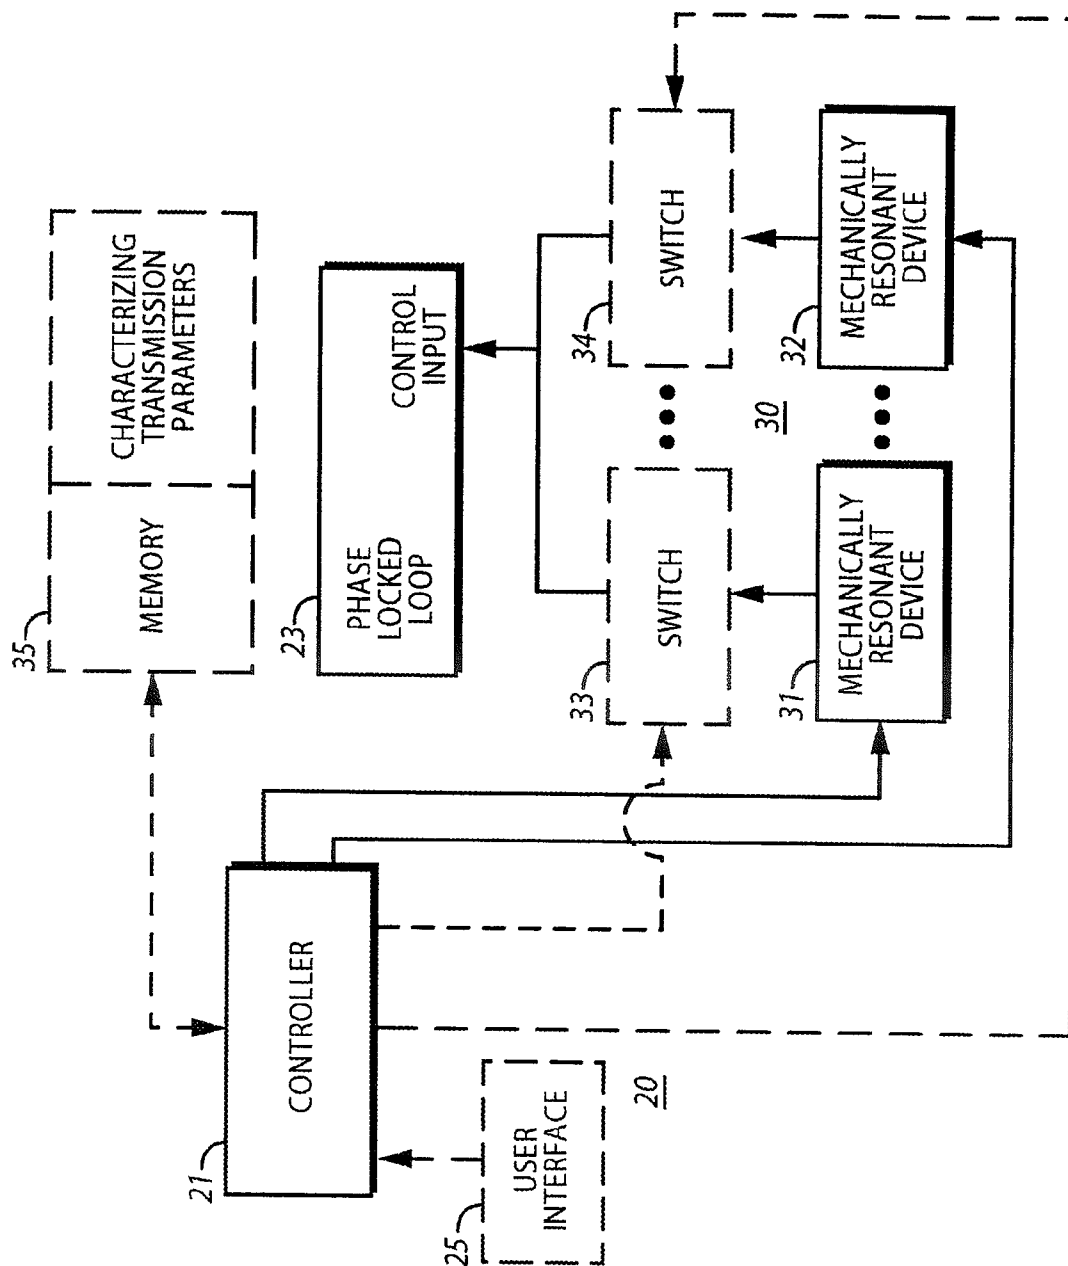 35
MEMORY
CHARACTERIZING
TRANSMISSION
PARAMETERS
21
CONTROLLER
23
PHASE
LOCKED
LOOP
CONTROL
INPUT
25
USER
INTERFACE
20
33
SWITCH
34
SWITCH
30
31
MECHANICALLY
RESONANT
DEVICE
32
MECHANICALLY
RESONANT
DEVICE